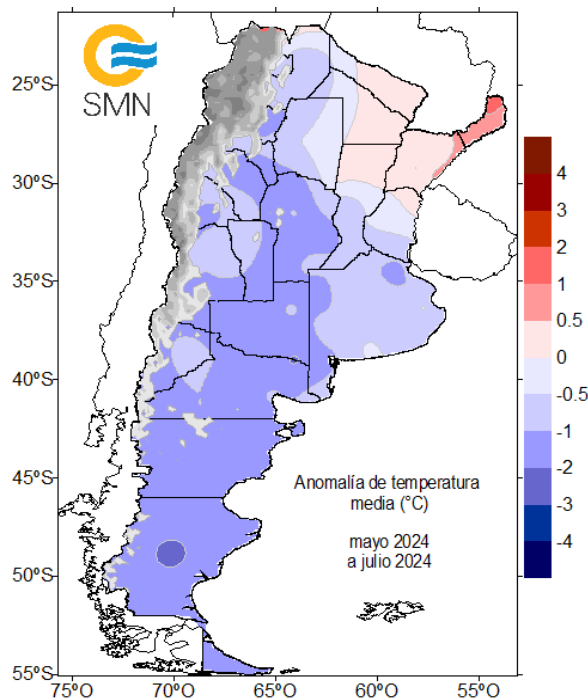 SMN
25°S
30°S
35°S
40°S
45°S
50°S
55°S
75°O 70°O 65°O 60°O 55°O
4
3
2
1
0.5
0
-0.5
-1
-2
-3
-4
Anomalía de temperatura
media (°C)
mayo 2024
a julio 2024